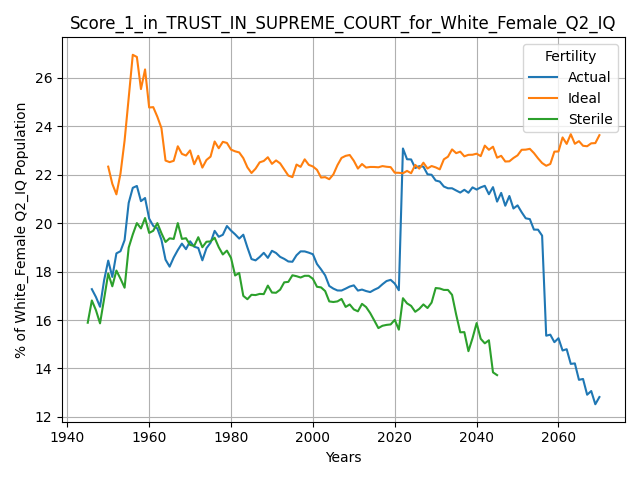 Score_1_in_TRUST_IN_SUPREME_COURT_for_White_Female_Q2_IQ
Fertility
Actual
Ideal
Sterile
% of White_Female Q2_IQ Population
26
24
22
20
18
16
14
12
1940 1960 1980 2000 2020 2040 2060
Years